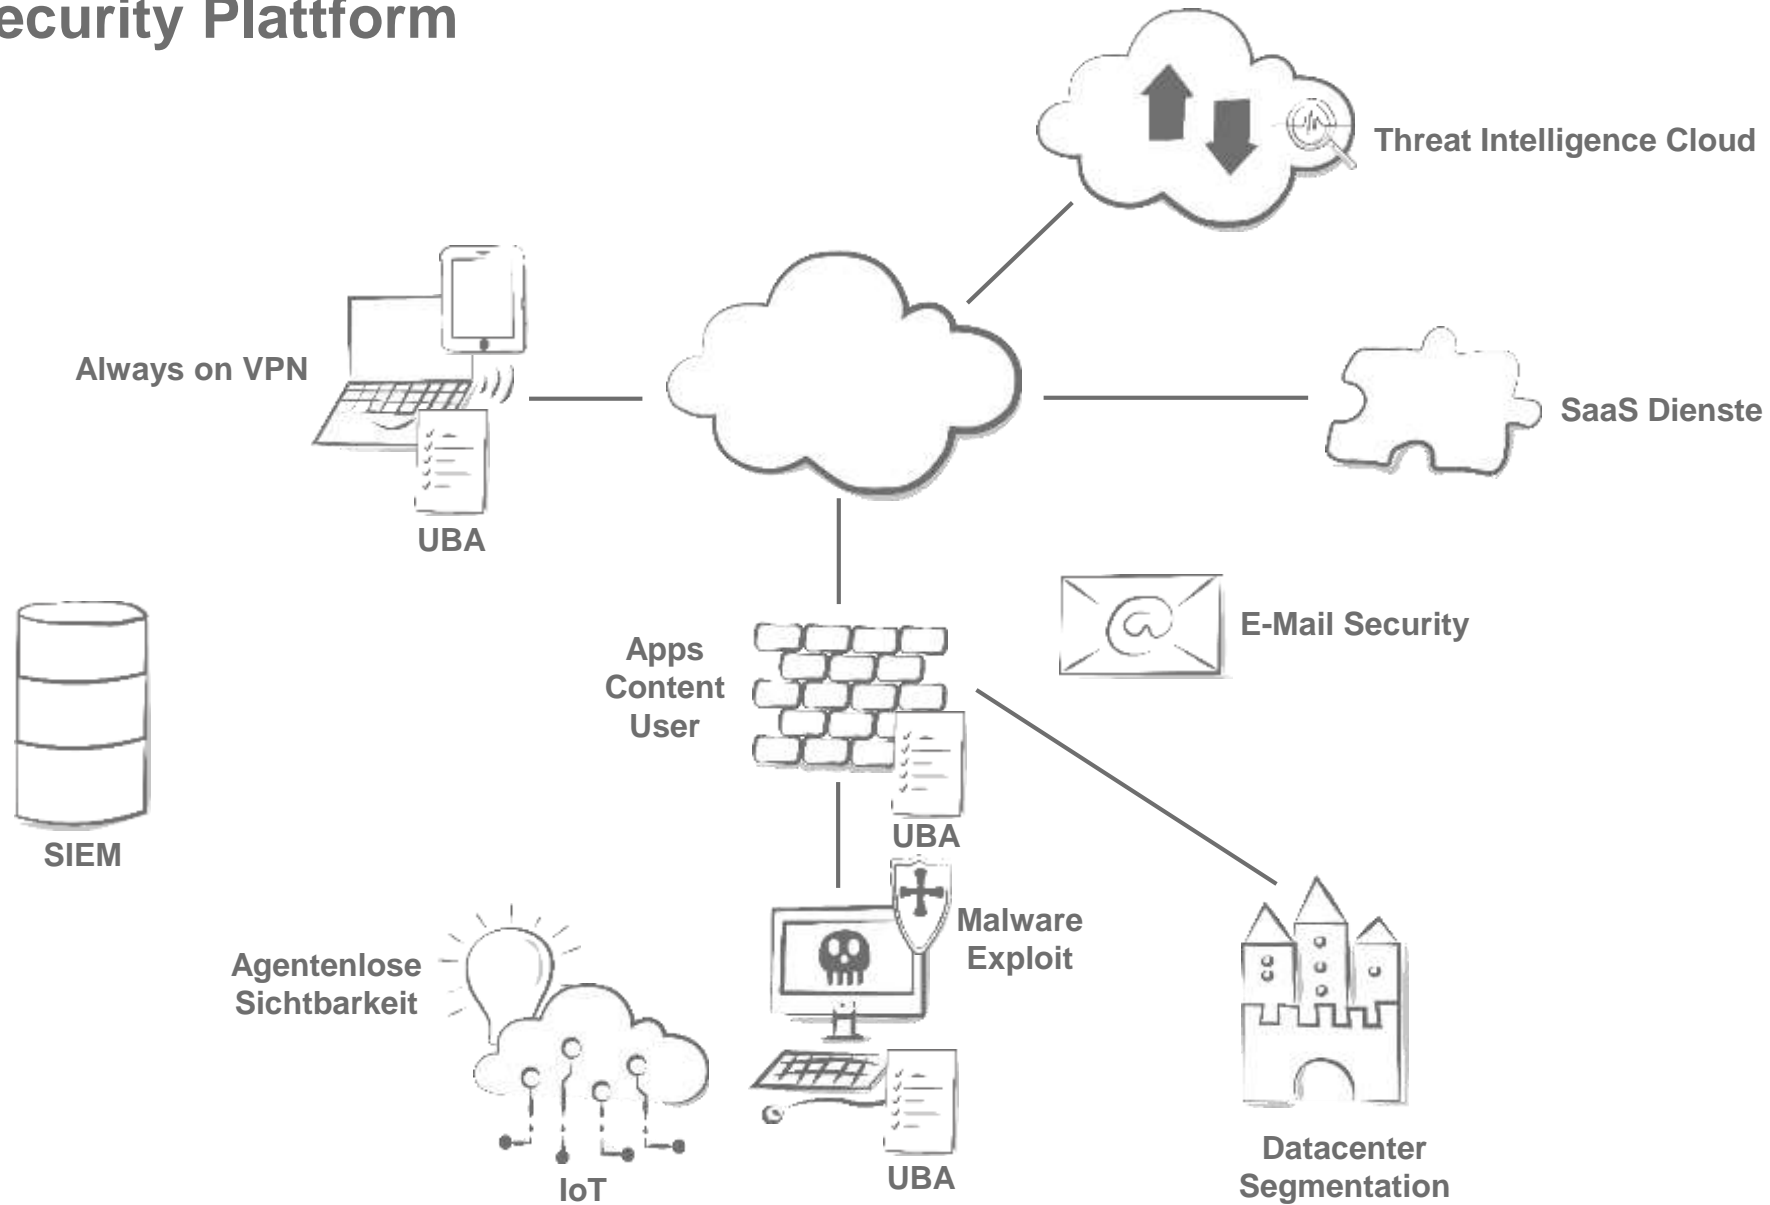 ecurity Plattform
Threat Intelligence Cloud
Always on VPN
SaaS Dienste
UBA
E-Mail Security
Apps
Content
User
UBA
SIEM
Malware
Exploit
Agentenlose
Sichtbarkeit
IoT
UBA
Datacenter
Segmentation